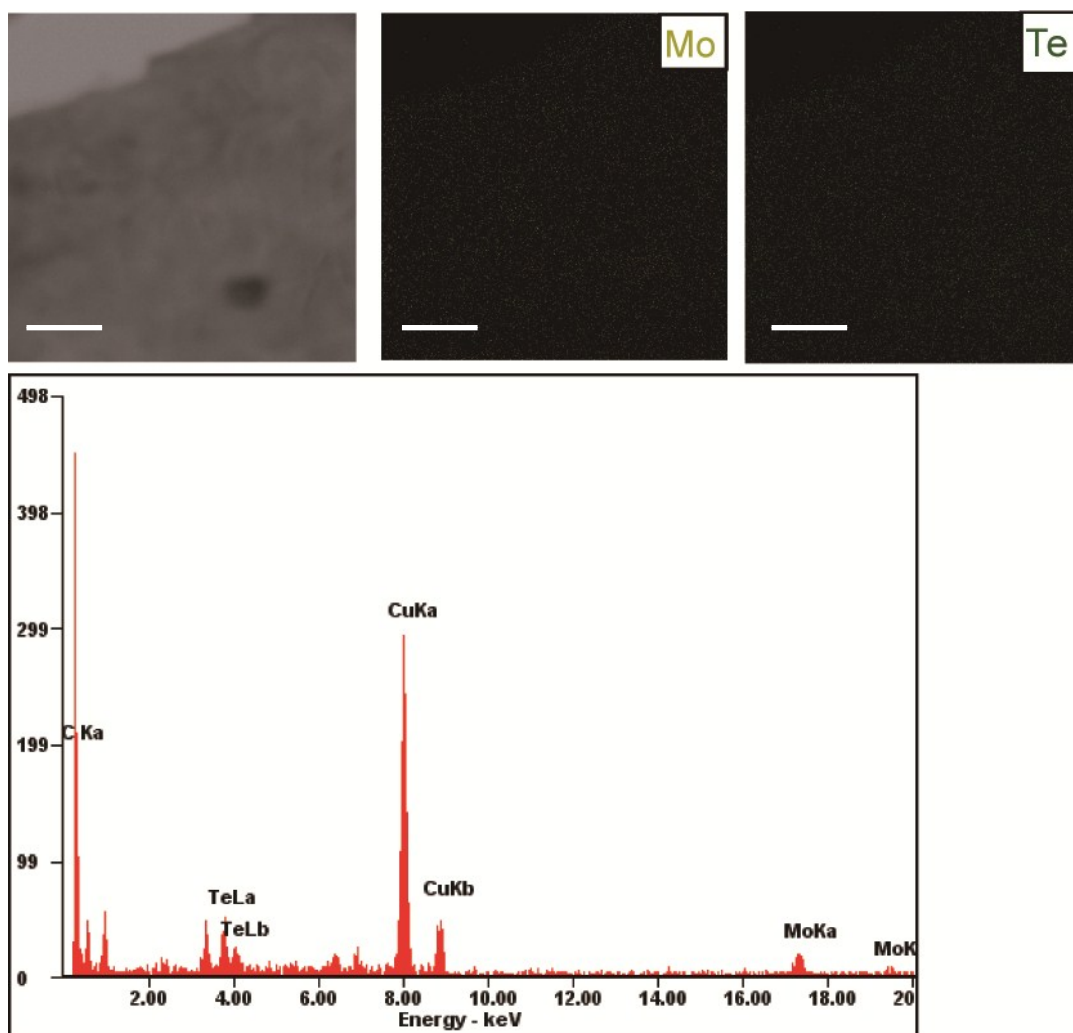 Mo
Te
498
398
299
199
99
0
C Ka
TeLa
TeLb
CuKa
CuKb
MoKa
MoK
2.00 4.00 6.00 8.00 10.00 12.00 14.00 16.00 18.00 20
Energy - keV